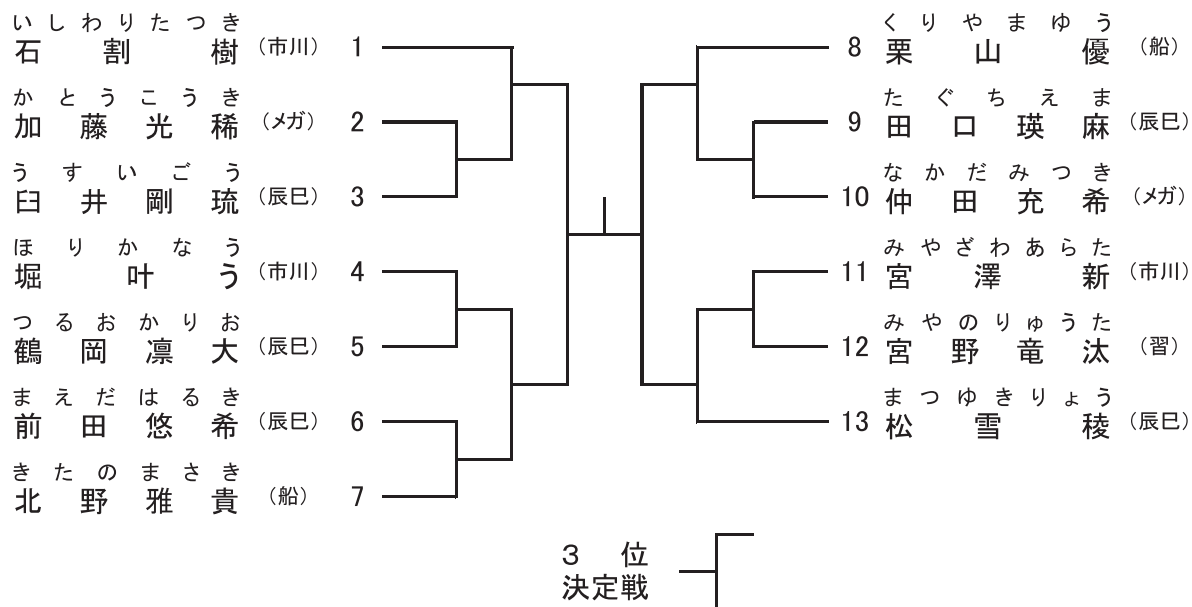 いしわりたつき
石割樹 （市川） 1
かとうこうき
加藤光稀 （メガ） 2
うすいごう
臼井剛琉 （辰巳） 3
ほりかなう
堀叶う （市川） 4
つるおかりお
鶴岡凛大 （辰巳） 5
まえだはるき
前田悠希 （辰巳） 6
きたのまさき
北野雅貴 （船） 7
くりやまゆう
8 栗山優 （船）
たぐちえま
9 田口瑛麻 （辰巳）
なかだみつき
10 仲田充希 （メガ）
みやざわあらた
11 宮澤新 （市川）
みやのりゅうた
12 宮野竜汰 （習）
まつゆきりょう
13 松雪稜 （辰巳）
3位
決定戦